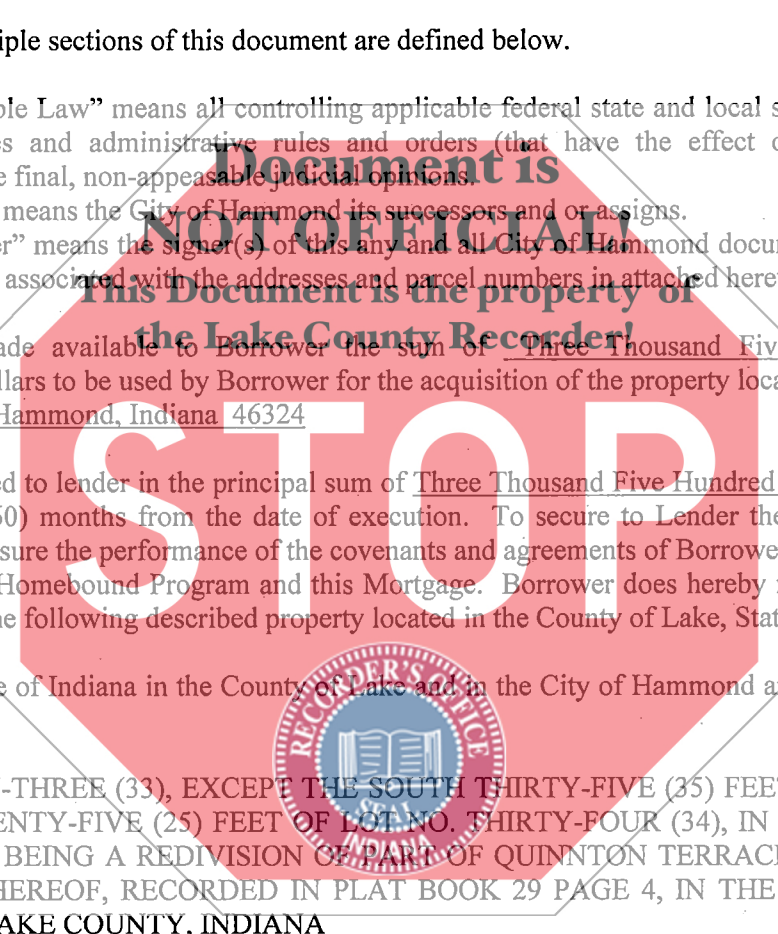 iple sections of this document are defined below.
ble Law” means all controlling applicable federal state and local s
s and administrative rules and orders (that have the effect o
e final, non-appeasable judicial opinions.
means the City of Hammond its successors and or assigns.
er” means the signer(s) of this any and all City of Hammond docu
associated with the addresses and parcel numbers in attached here
Document is
NOT OFFICIAL!
This Document is the property of
the Lake County Recorder!
ade available to Borrower the sum of Three Thousand Fiv
llars to be used by Borrower for the acquisition of the property loca
Hammond, Indiana 46324
STOP
ed to lender in the principal sum of Three Thousand Five Hundred
60) months from the date of execution. To secure to Lender the
sure the performance of the covenants and agreements of Borrowe
Homebound Program and this Mortgage. Borrower does hereby
he following described property located in the County of Lake, Stat
e of Indiana in the County of Lake and in the City of Hammond a
RECORDER'S OFFICE
SEAL
INDIANA
-THREE (33), EXCEPT THE SOUTH THIRTY-FIVE (35) FEE
ENTY-FIVE (25) FEET OF LOT NO. THIRTY-FOUR (34), IN
BEING A REDIVISION OF PART OF QUINNTON TERRAC
HEREOF, RECORDED IN PLAT BOOK 29 PAGE 4, IN THE
AKE COUNTY, INDIANA